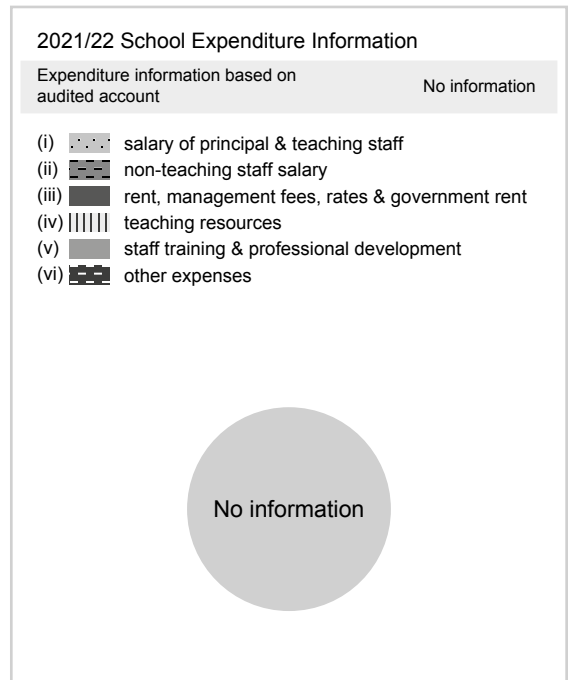 2021/22 School Expenditure Information
Expenditure information based on
audited account
No information
(i) salary of principal & teaching staff
(ii) non-teaching staff salary
(iii) rent, management fees, rates & government rent
(iv) teaching resources
(v) staff training & professional development
(vi) other expenses
No information